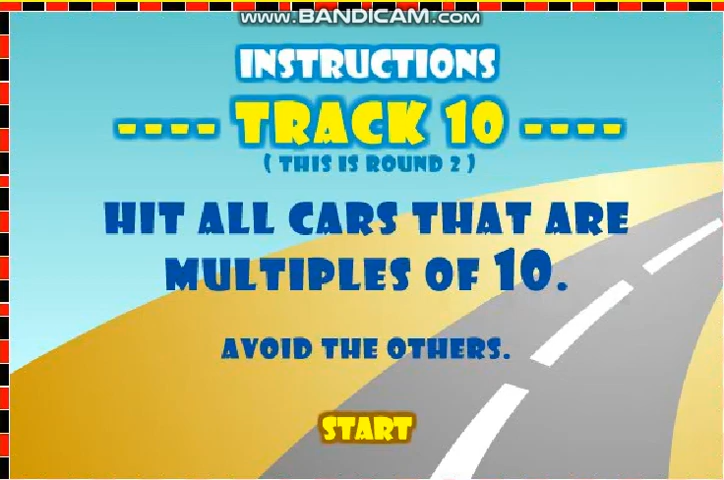 WWW.BANDICAM.COM
INSTRUCTIONS
---- TRACK 10 ----
( THIS IS ROUND 2 )
HIT ALL CARS THAT ARE
MULTIPLES OF 10.
AVOID THE OTHERS.
START